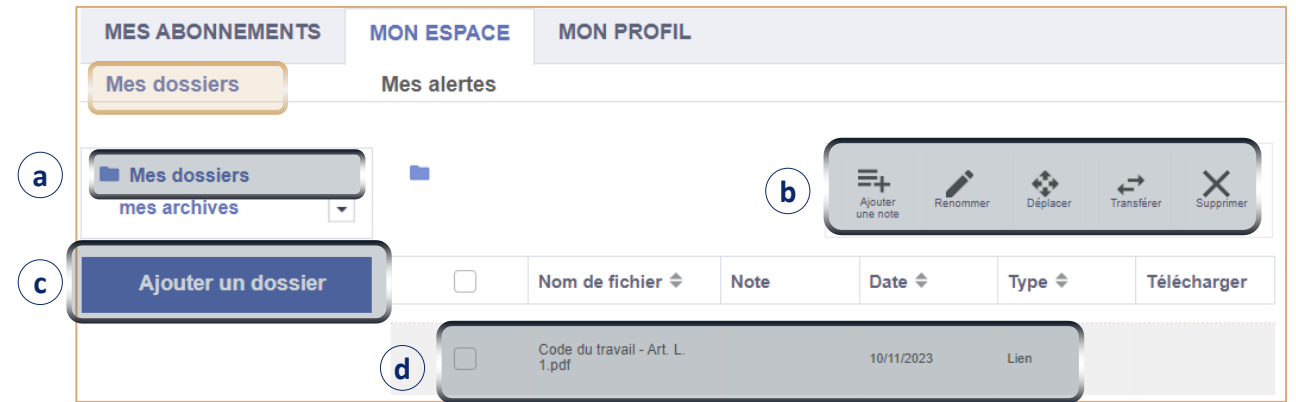 MES ABONNEMENTS MON ESPACE MON PROFIL
Mes dossiers Mes alertes
a
Mes dossiers
mes archives
b
Ajouter
une note
Renommer
Déplacer
Transférer
Supprimer
c
Ajouter un dossier
Nom de fichier Note Date Type Télécharger
d
Code du travail - Art. L.
1.pdf
10/11/2023 Lien